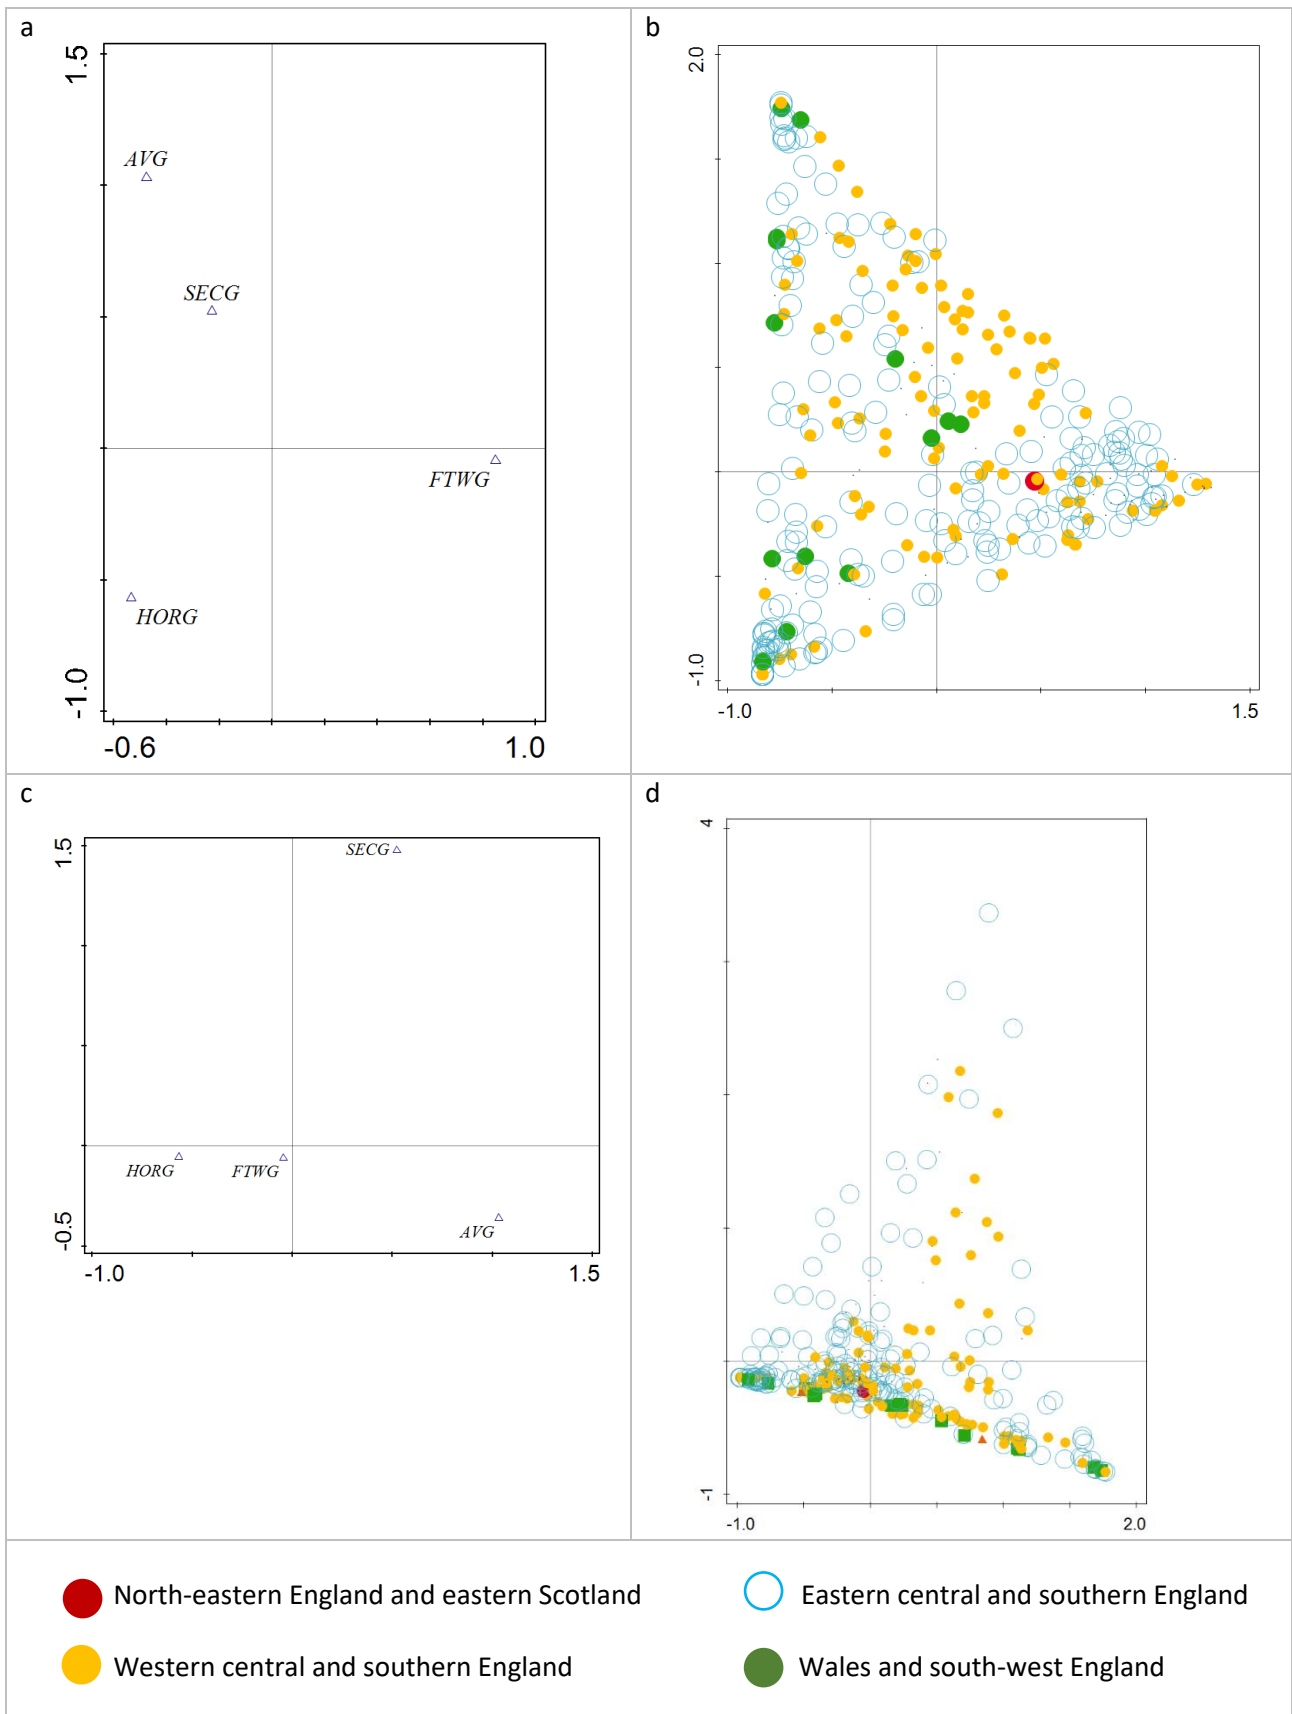 a
1.5
AVG
SECG
FTWG
HORG
-1.0
-0.6 1.0
b
2.0
-1.0
-1.0 1.5
c
1.5
SECG
HORG FTWG
AVG
-0.5
-1.0 1.5
d
4
-1
-1.0 2.0
North-eastern England and eastern Scotland
Eastern central and southern England
Western central and southern England
Wales and south-west England